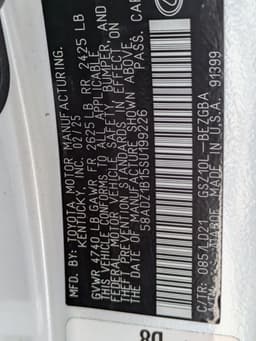 MFD. BY: TOYOTA MOTOR MANUFACTURING.
KENTUCKY, INC. 02/25
GVWR 4740 LB GAWR FR 2625 LB RR 2425 LB
THIS VEHICLE CONFORMS TO ALL APPLICABLE
FEDERAL MOTOR VEHICLE SAFETY, BUMPER, AND
THEFT PREVENTION STANDARDS IN EFFECT ON
THE DATE OF MANUFACTURE SHOWN ABOVE.
58ADZ1B15SU199226 PASS. CAR
C/TR: 085/LD21 GSZ10L-BEZGBA
MADE IN U.S.A. 91399